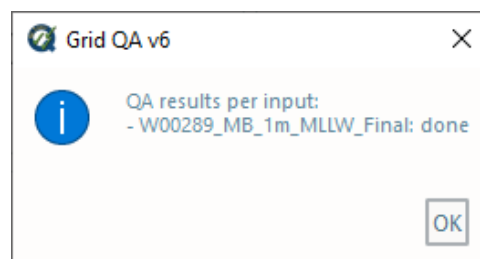 Grid QA v6
QA results per input:
- W00289_MB_1m_MLLW_Final: done
OK